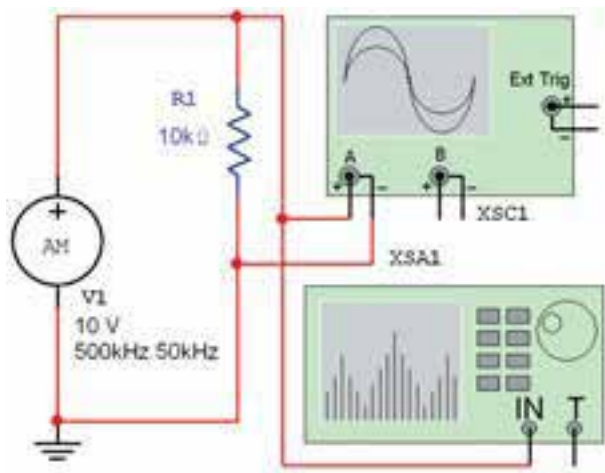 R1
10kΩ
Ext Trig
+
−
A
B
+ −
+ −
XSC1
XSA1
+
AM
V1
10 V
500kHz 50kHz
IN T